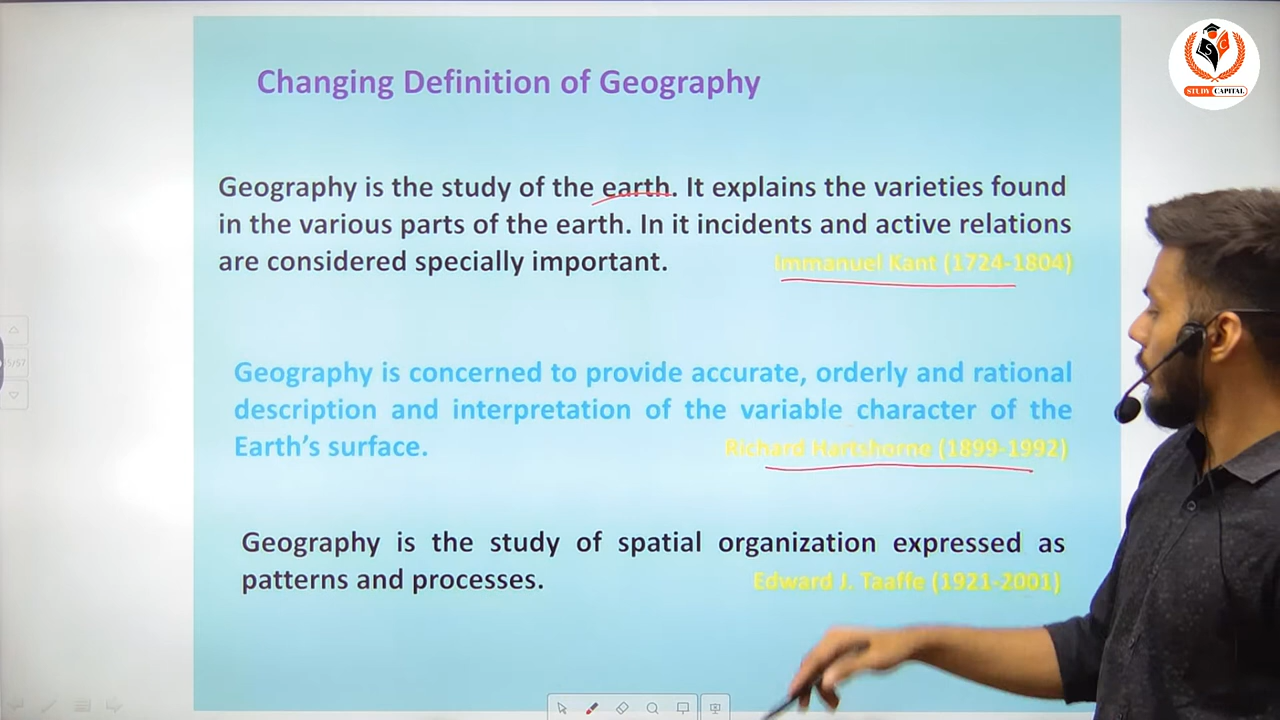 Changing Definition of Geography
Geography is the study of the earth. It explains the varieties found
in the various parts of the earth. In it incidents and active relations
are considered specially important. Immanuel Kant (1724-1804)
Geography is concerned to provide accurate, orderly and rational
description and interpretation of the variable character of the
Earth's surface. Richard Hartshorne (1899-1992)
Geography is the study of spatial organization expressed as
patterns and processes. Edward J. Taaffe (1921-2001)
S C
STUDY CAPITAL